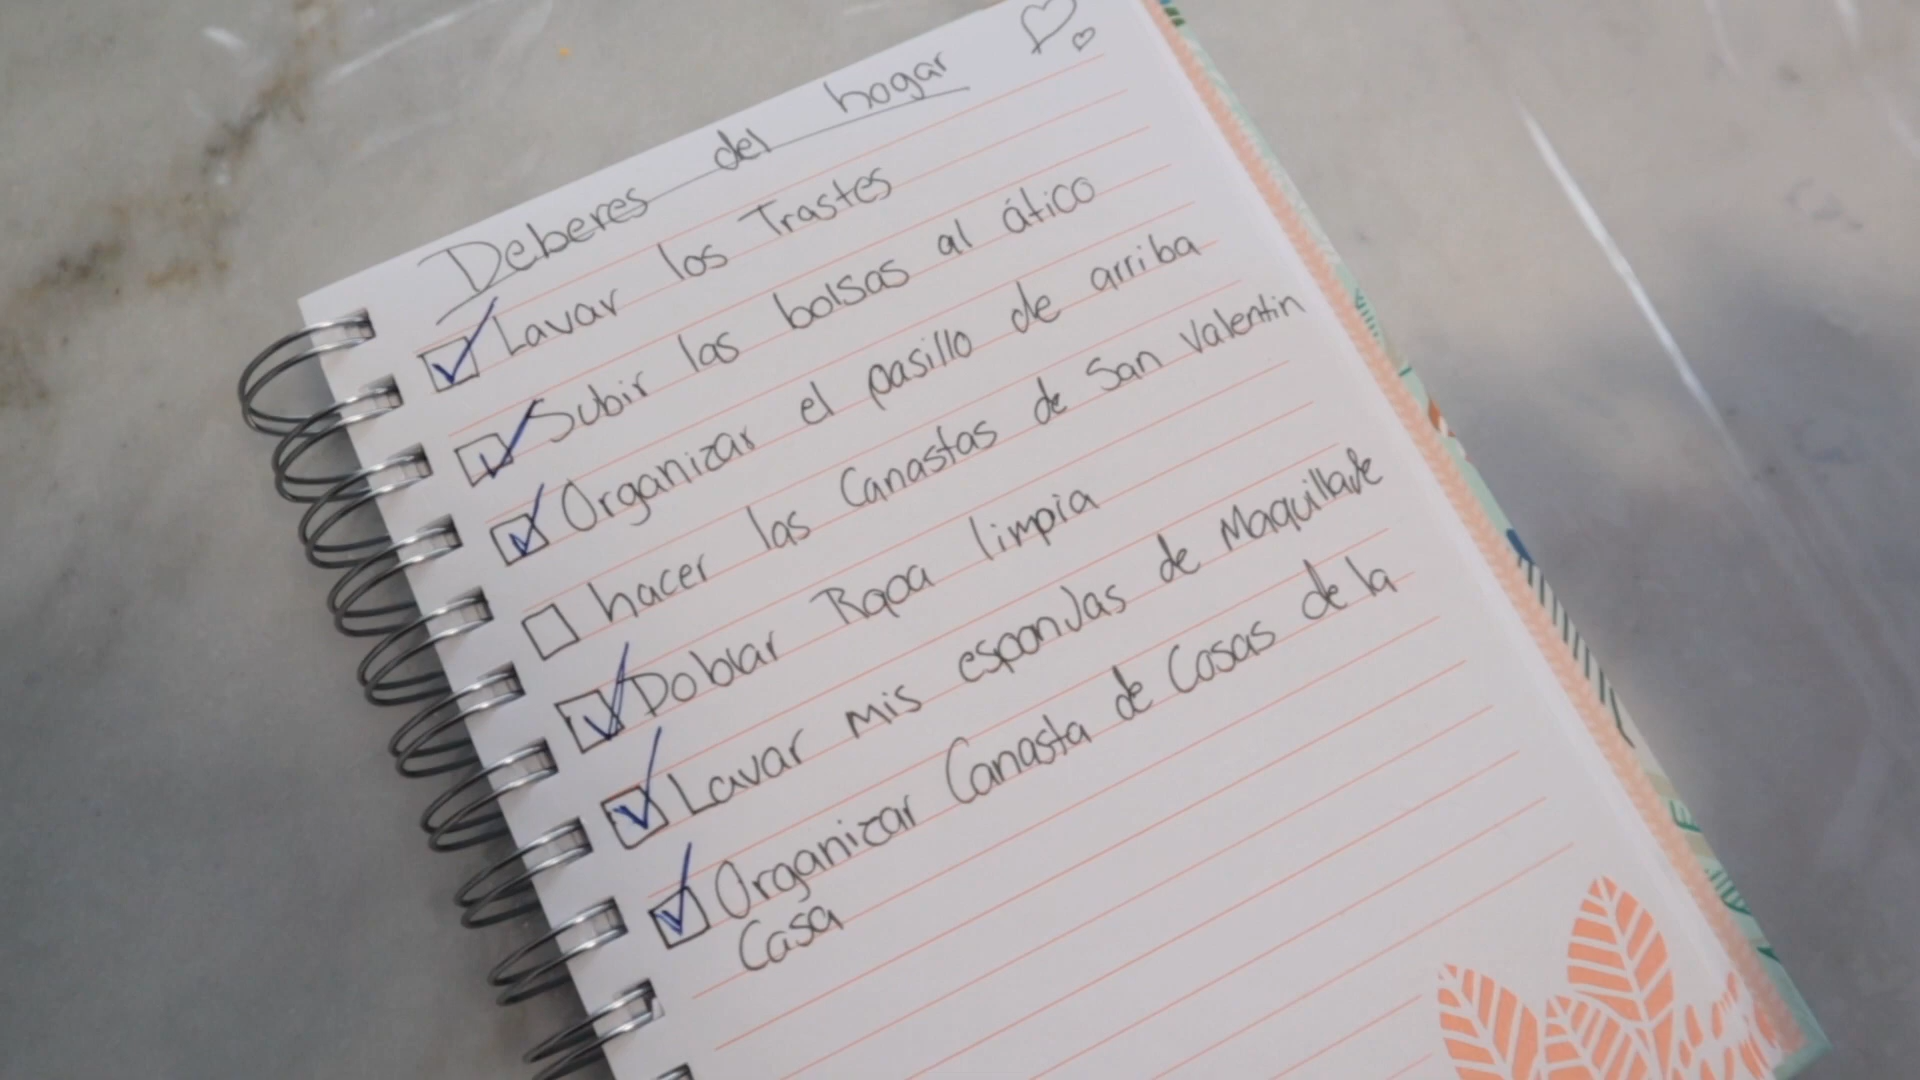 Deberes del hogar
Lavar los Trastes
Subir las bolsas al ático
Organizar el pasillo de arriba
hacer las Canastas de San Valentin
Doblar Ropa limpia
Lavar mis esponjas de Maquillaje
Organizar Canasta de Cosas de la
Casa